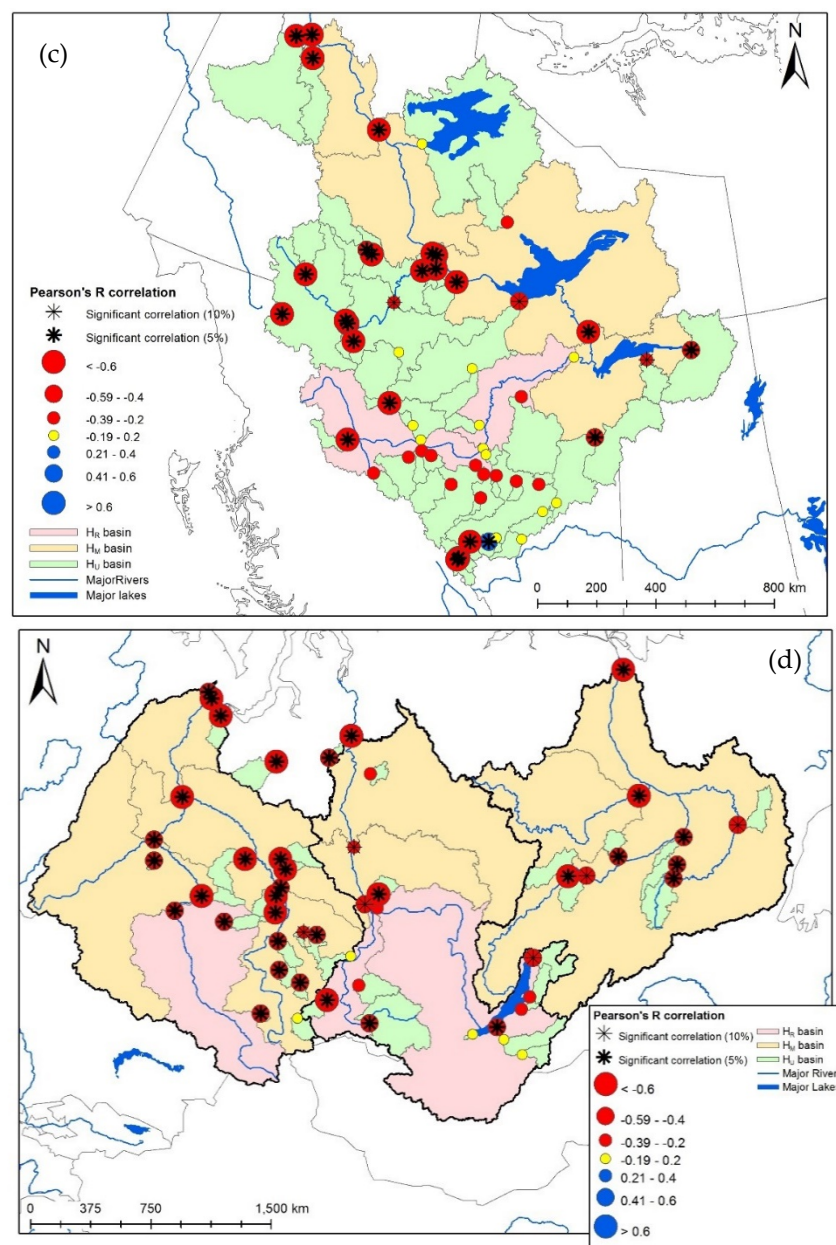 (c)
N
Pearson's R correlation
Significant correlation (10%)
Significant correlation (5%)
< -0.6
-0.59 - -0.4
-0.39 - -0.2
-0.19 - 0.2
0.21 - 0.4
0.41 - 0.6
> 0.6
HR basin
HM basin
HU basin
MajorRivers
Major lakes
0 200 400 800 km
N
(d)
Pearson's R correlation
Significant correlation (10%)
Significant correlation (5%)
< -0.6
-0.59 - -0.4
-0.39 - -0.2
-0.19 - 0.2
0.21 - 0.4
0.41 - 0.6
> 0.6
HR basin
HM basin
HU basin
Major River
Major Lake
0 375 750 1,500 km